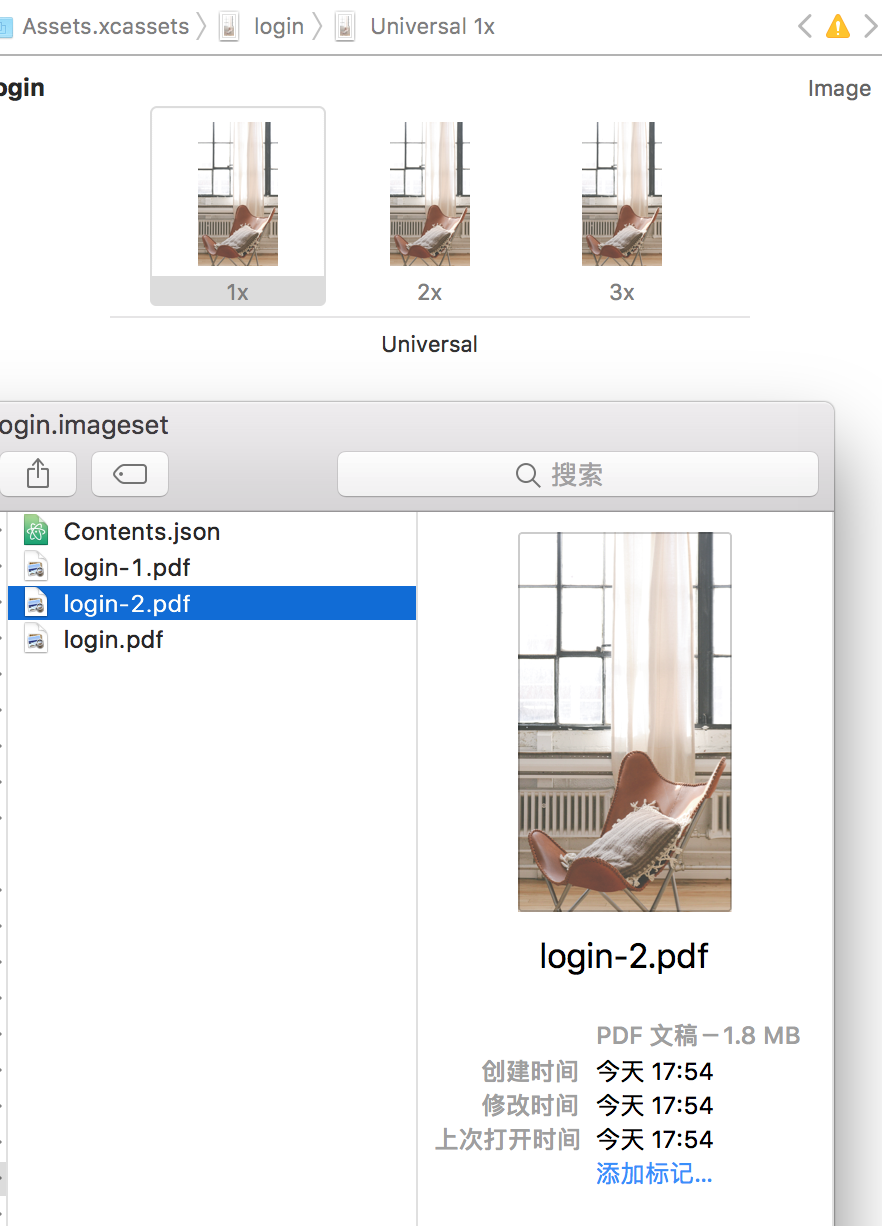 Assets.xcassets login Universal 1x
ogin Image
1x 2x 3x
Universal
ogin.imageset
搜索
Contents.json
login-1.pdf
login-2.pdf
login.pdf
login-2.pdf
PDF 文稿 – 1.8 MB
创建时间 今天 17:54
修改时间 今天 17:54
上次打开时间 今天 17:54
添加标记...